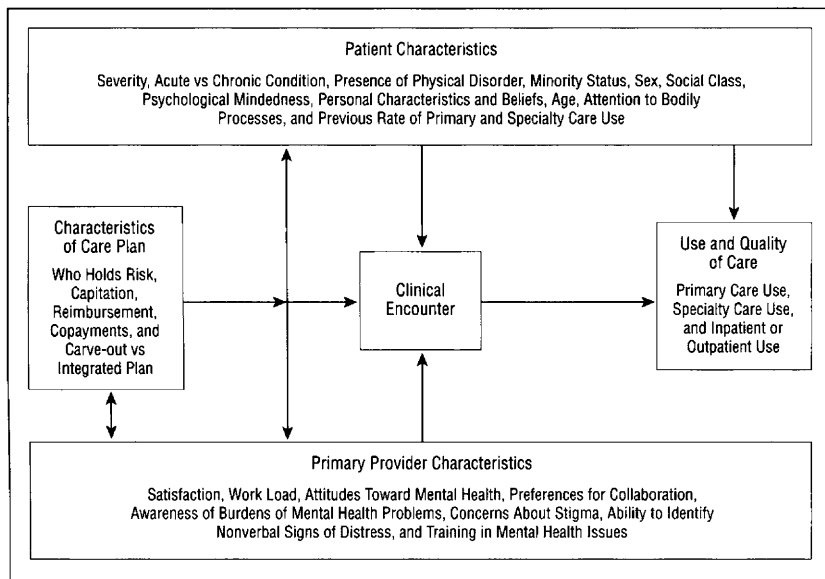 Patient Characteristics
Severity, Acute vs Chronic Condition, Presence of Physical Disorder, Minority Status, Sex, Social Class,
Psychological Mindedness, Personal Characteristics and Beliefs, Age, Attention to Bodily
Processes, and Previous Rate of Primary and Specialty Care Use
Characteristics
of Care Plan
Who Holds Risk,
Capitation,
Reimbursement,
Copayments, and
Carve-out vs
Integrated Plan
Clinical
Encounter
Use and Quality
of Care
Primary Care Use,
Specialty Care Use,
and Inpatient or
Outpatient Use
Primary Provider Characteristics
Satisfaction, Work Load, Attitudes Toward Mental Health, Preferences for Collaboration,
Awareness of Burdens of Mental Health Problems, Concerns About Stigma, Ability to Identify
Nonverbal Signs of Distress, and Training in Mental Health Issues